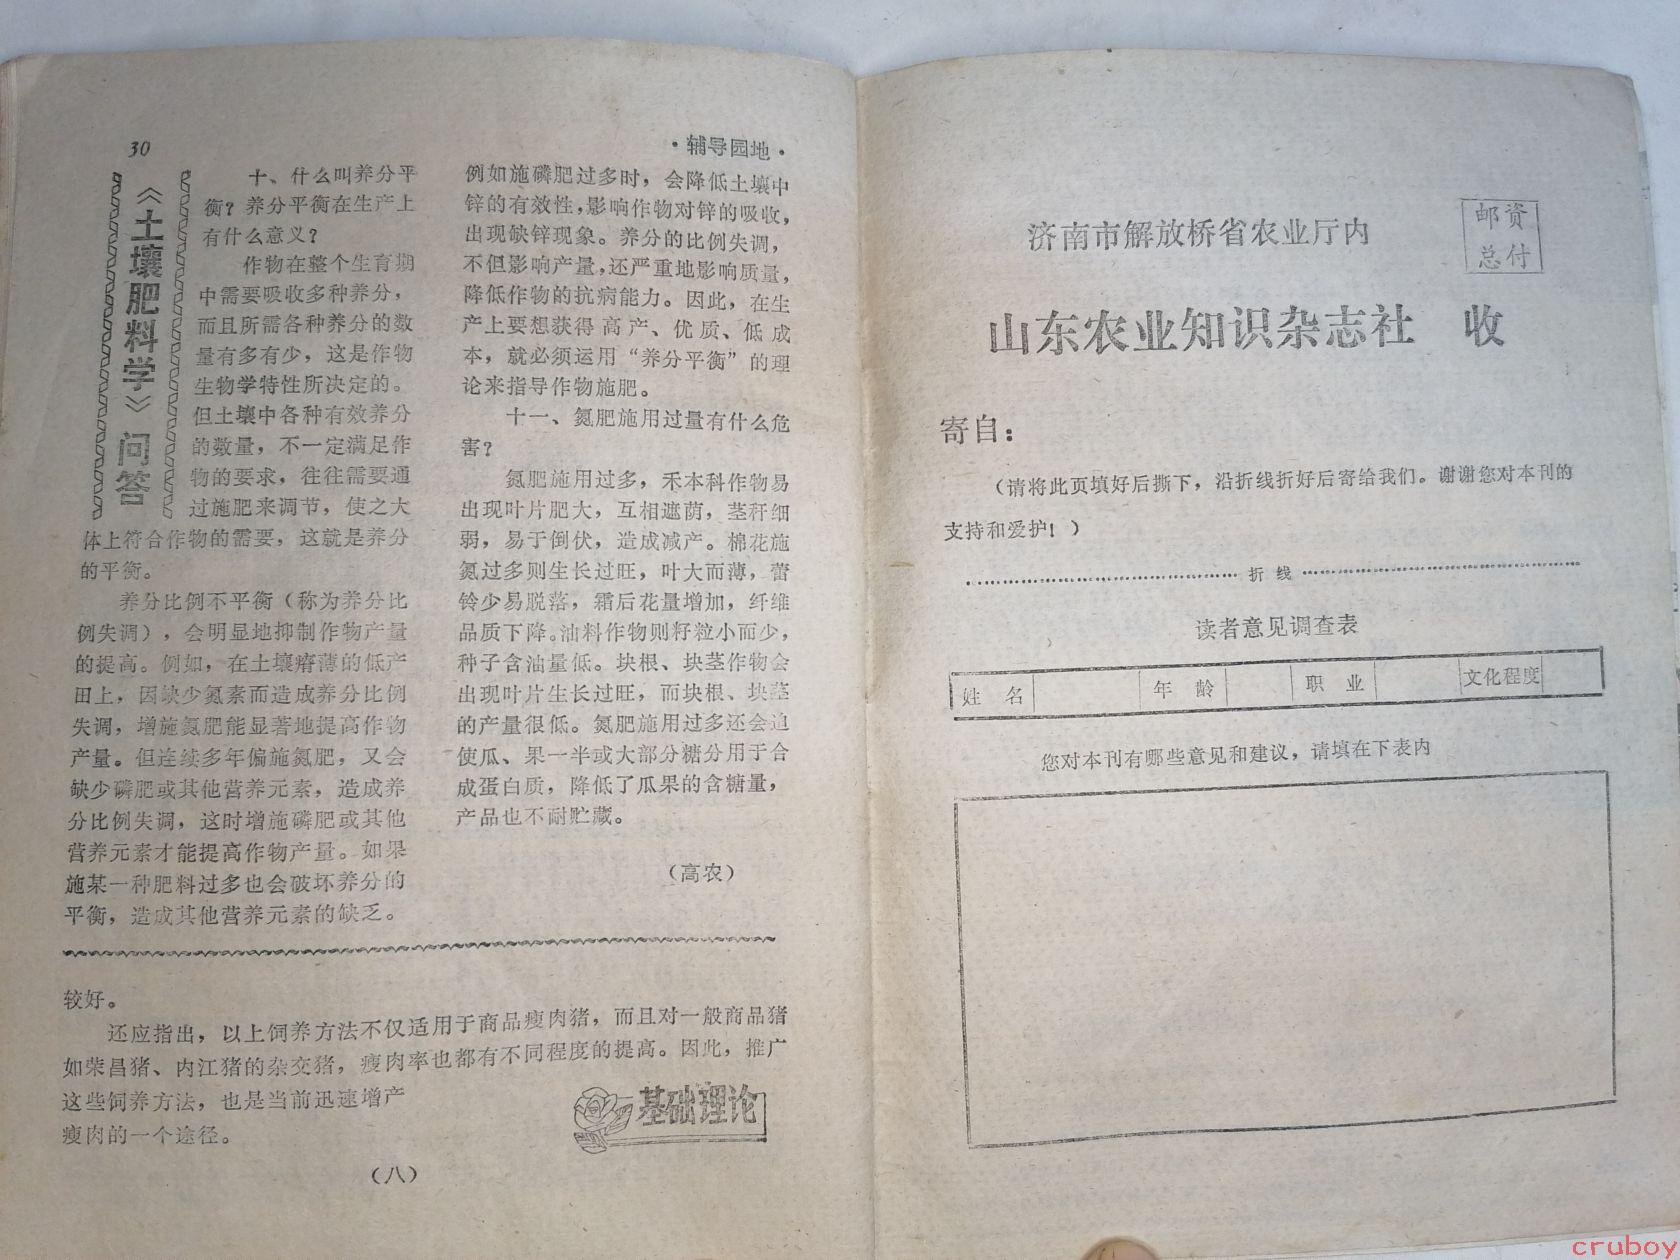 30
·辅导园地·
《土壤肥料学》问答
十、什么叫养分平
衡？养分平衡在生产上
有什么意义？
作物在整个生育期
中需要吸收多种养分，
而且所需各种养分的数
量有多有少，这是作物
生物学特性所决定的。
但土壤中各种有效养分
的数量，不一定满足作
物的要求，往往需要通
过施肥来调节，使之大
体上符合作物的需要，这就是养分
的平衡。
养分比例不平衡（称为养分比
例失调），会明显地抑制作物产量
的提高。例如，在土壤瘠薄的低产
田上，因缺少氮素而造成养分比例
失调，增施氮肥能显著地提高作物
产量。但连续多年偏施氮肥，又会
缺少磷肥或其他营养元素，造成养
分比例失调，这时增施磷肥或其他
营养元素才能提高作物产量。如果
施某一种肥料过多也会破坏养分的
平衡，造成其他营养元素的缺乏。
例如施磷肥过多时，会降低土壤中
锌的有效性，影响作物对锌的吸收，
出现缺锌现象。养分的比例失调，
不但影响产量，还严重地影响质量，
降低作物的抗病能力。因此，在生
产上要想获得高产、优质、低成
本，就必须运用“养分平衡”的理
论来指导作物施肥。
十一、氮肥施用过量有什么危
害？
氮肥施用过多，禾本科作物易
出现叶片肥大，互相遮荫，茎秆细
弱，易于倒伏，造成减产。棉花施
氮过多则生长过旺，叶大而薄，蕾
铃少易脱落，霜后花量增加，纤维
品质下降。油料作物则籽粒小而少，
种子含油量低。块根、块茎作物会
出现叶片生长过旺，而块根、块茎
的产量很低。氮肥施用过多还会迫
使瓜、果一半或大部分糖分用于合
成蛋白质，降低了瓜果的含糖量，
产品也不耐贮藏。
（高农）
较好。
还应指出，以上饲养方法不仅适用于商品瘦肉猪，而且对一般商品猪
如荣昌猪、内江猪的杂交猪，瘦肉率也都有不同程度的提高。因此，推广
这些饲养方法，也是当前迅速增产
瘦肉的一个途径。
基础理论
（八）
济南市解放桥省农业厅内
邮资
总付
山东农业知识杂志社 收
寄自：
（请将此页填好后撕下，沿折线折好后寄给我们。谢谢您对本刊的
支持和爱护！）
折线
读者意见调查表
姓名 年龄 职业 文化程度
您对本刊有哪些意见和建议，请填在下表内
cruboy